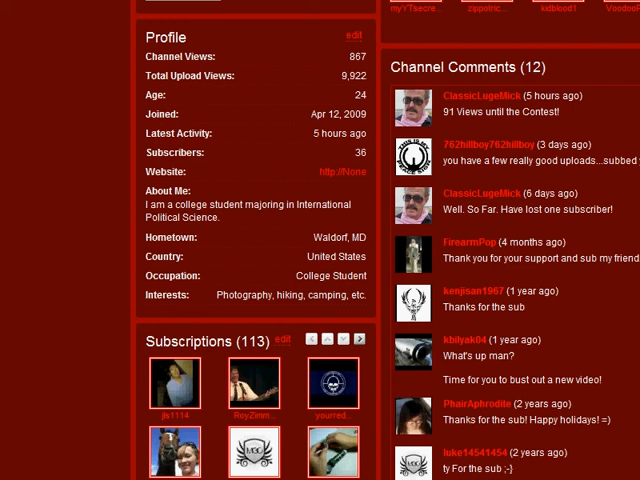 myYTsecre...
zippotric...
kidblood1
Profile
edit
Channel Views: 867
Total Upload Views: 9,922
Age: 24
Joined: Apr 12, 2009
Latest Activity: 5 hours ago
Subscribers: 36
Website: http://None
About Me:
I am a college student majoring in International
Political Science.
Hometown: Waldorf, MD
Country: United States
Occupation: College Student
Interests: Photography, hiking, camping, etc.
Subscriptions (113) edit
jls1114
RoyZimm...
yourred...
Channel Comments (12)
ClassicLugeMick (5 hours ago)
91 Views until the Contest!
762hillboy762hillboy (3 days ago)
you have a few really good uploads...subbed
ClassicLugeMick (6 days ago)
Well. So Far. Have lost one subscriber!
FirearmPop (4 months ago)
Thank you for your support and sub my friend
kenjisan1967 (1 year ago)
Thanks for the sub
kbilyak04 (1 year ago)
What's up man?
Time for you to bust out a new video!
PhairAphrodite (2 years ago)
Thanks for the sub! Happy holidays! =)
luke14541454 (2 years ago)
ty For the sub ;-}